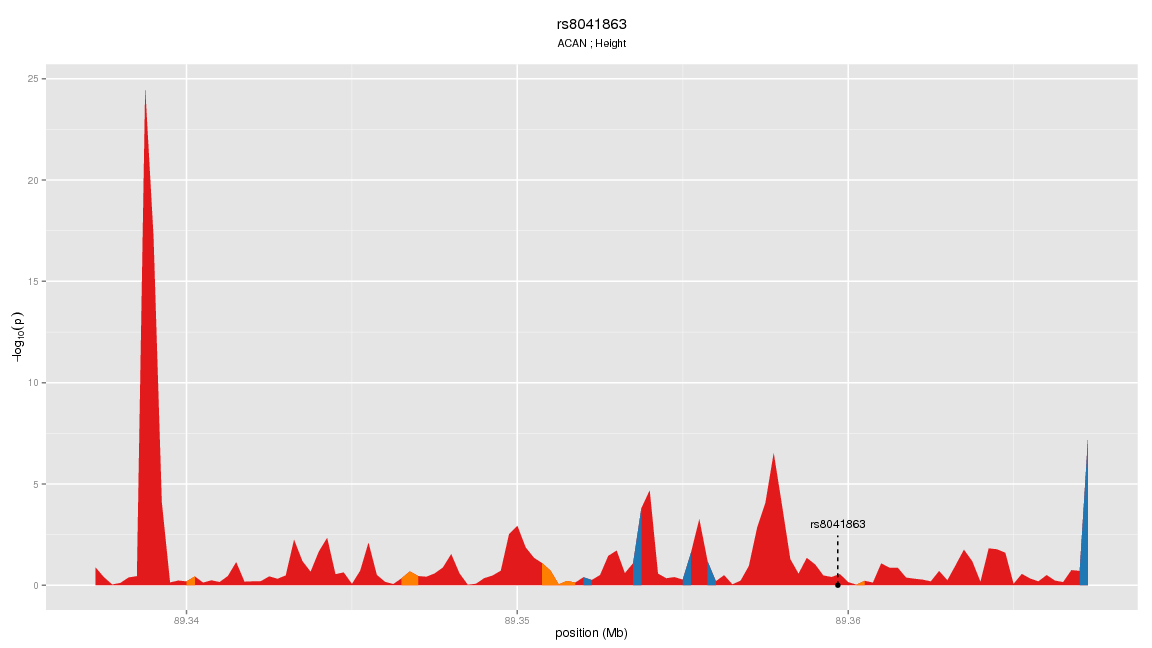 rs8041863
ACAN ; Height
25
20
15
10
5
0
−log10(p)
rs8041863
89.34
89.35
89.36
position (Mb)